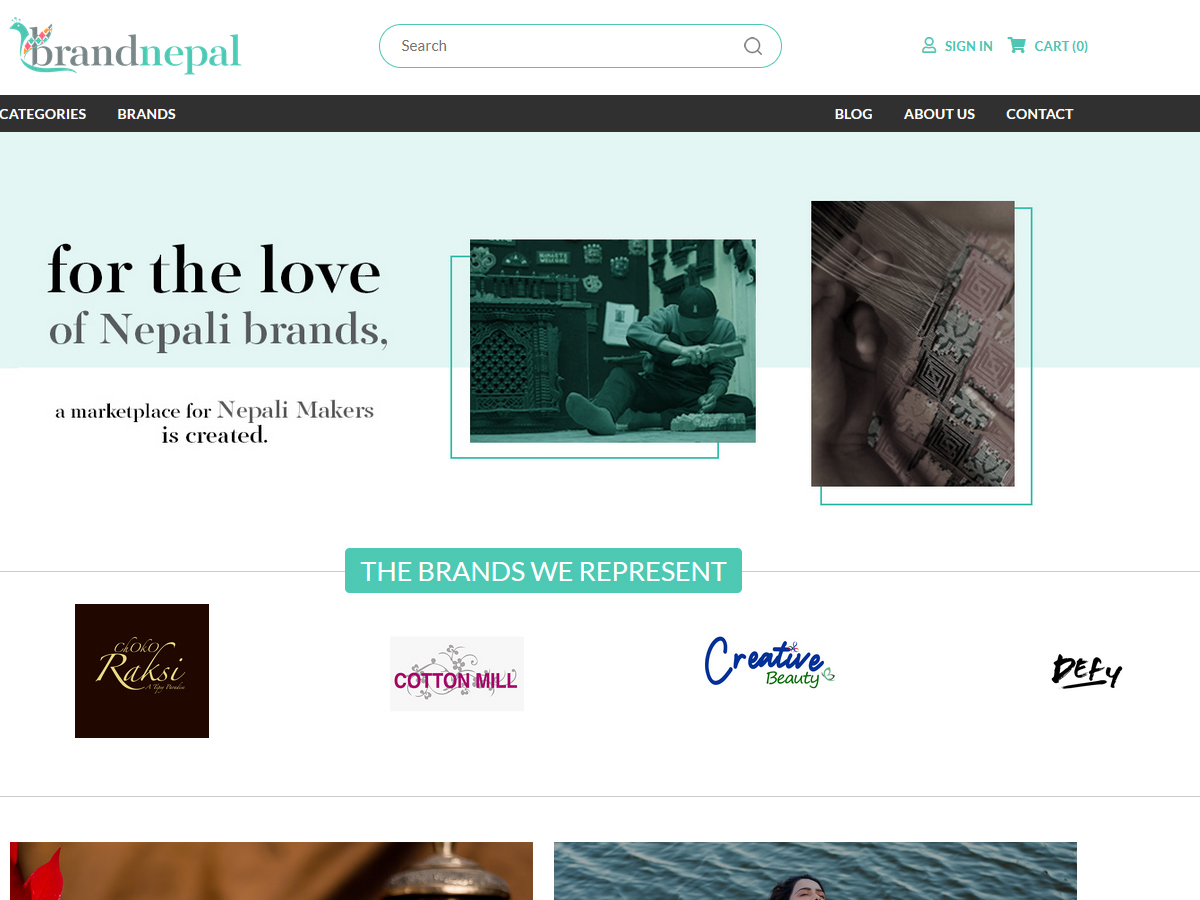 brandnepal
Search
SIGN IN
CART (0)
CATEGORIES
BRANDS
BLOG
ABOUT US
CONTACT
for the love
of Nepali brands,
a marketplace for Nepali Makers
is created.
THE BRANDS WE REPRESENT
ChOkO
Raksi
A Tipsy Paradise
COTTON MILL
Creative
Beauty
DEFY